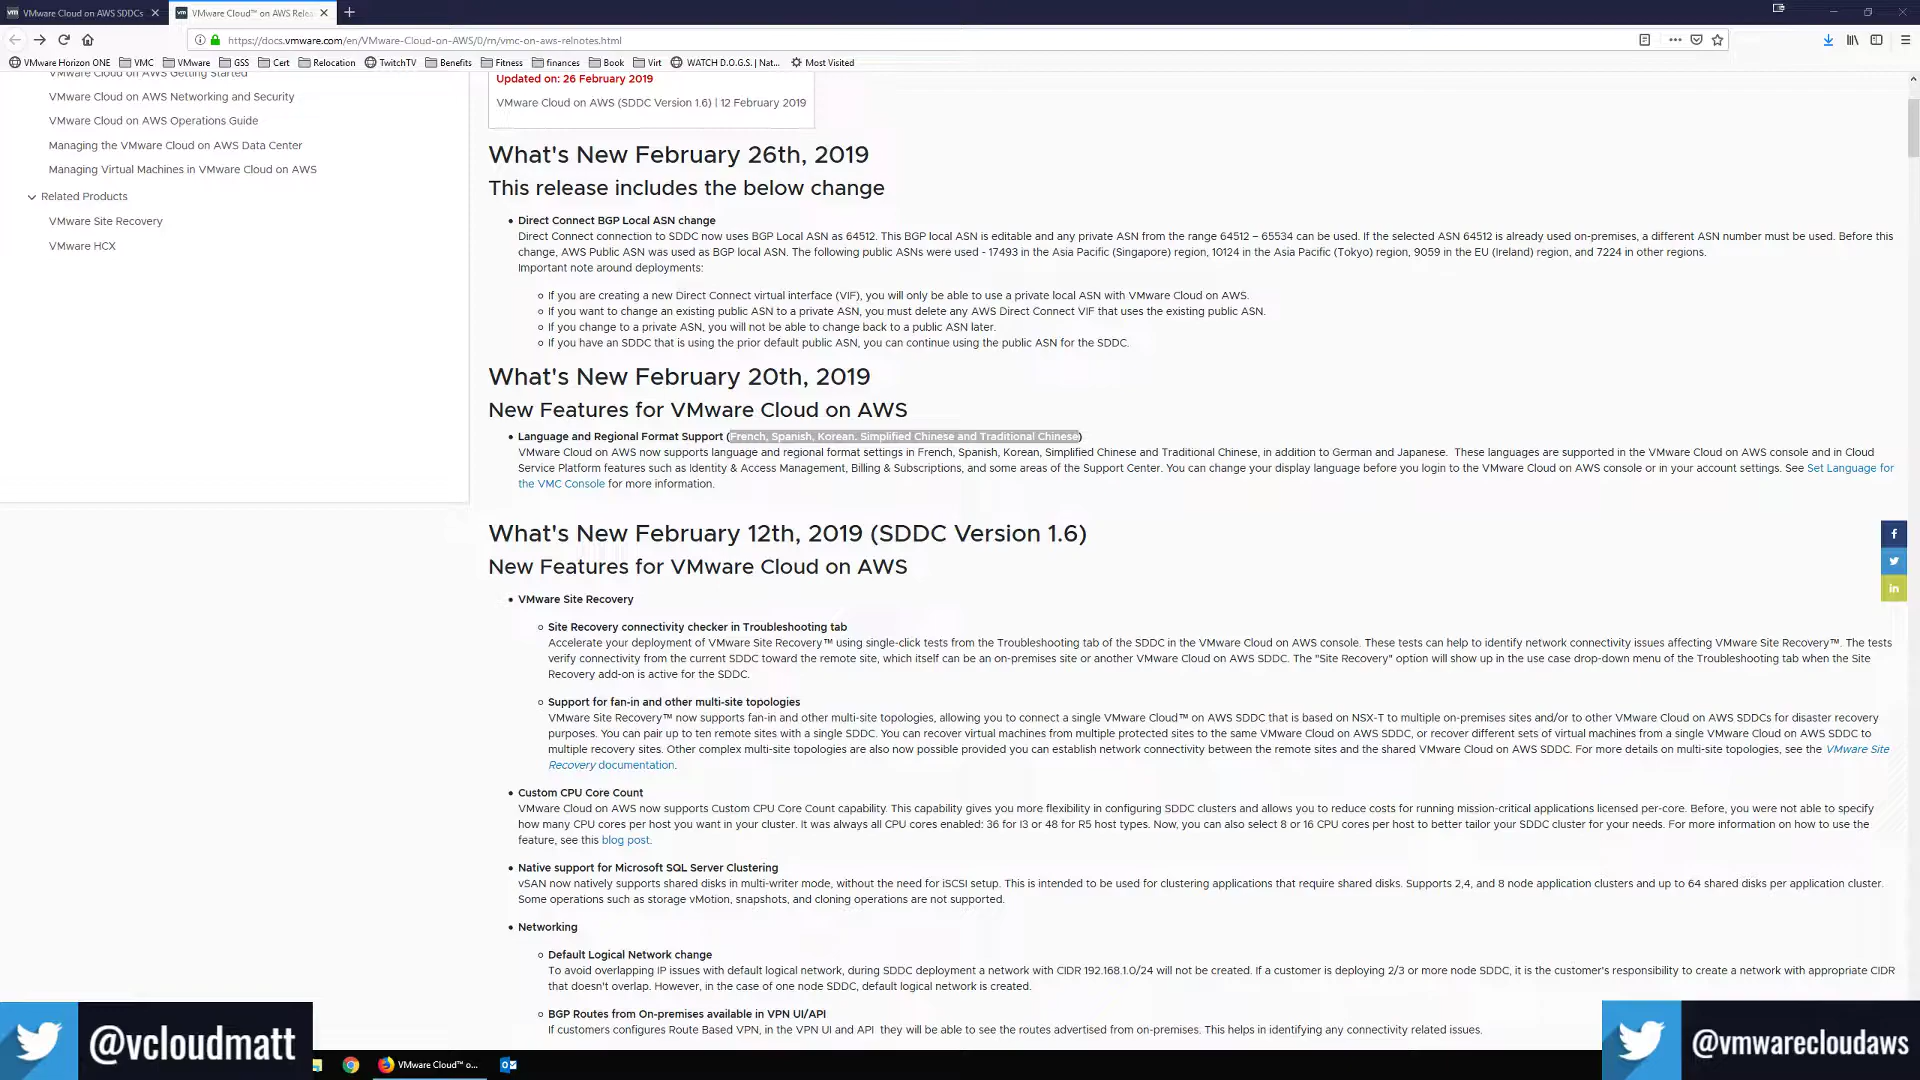 VMware Cloud on AWS SDDCs
VMware Cloud™ on AWS Relea
https://docs.vmware.com/en/VMware-Cloud-on-AWS/0/rn/vmc-on-aws-relnotes.html
VMware Horizon ONE VMC VMware GSS Cert Relocation TwitchTV Benefits Fitness finances Book Virt WATCH D.O.G.S. | Nat... Most Visited
VMware Cloud on AWS Getting Started
VMware Cloud on AWS Networking and Security
VMware Cloud on AWS Operations Guide
Managing the VMware Cloud on AWS Data Center
Managing Virtual Machines in VMware Cloud on AWS
Related Products
VMware Site Recovery
VMware HCX
Updated on: 26 February 2019
VMware Cloud on AWS (SDDC Version 1.6) | 12 February 2019
What's New February 26th, 2019
This release includes the below change
• Direct Connect BGP Local ASN change
Direct Connect connection to SDDC now uses BGP Local ASN as 64512. This BGP local ASN is editable and any private ASN from the range 64512 – 65534 can be used. If the selected ASN 64512 is already used on-premises, a different ASN number must be used. Before this
change, AWS Public ASN was used as BGP local ASN. The following public ASNs were used - 17493 in the Asia Pacific (Singapore) region, 10124 in the Asia Pacific (Tokyo) region, 9059 in the EU (Ireland) region, and 7224 in other regions.
Important note around deployments:
If you are creating a new Direct Connect virtual interface (VIF), you will only be able to use a private local ASN with VMware Cloud on AWS.
If you want to change an existing public ASN to a private ASN, you must delete any AWS Direct Connect VIF that uses the existing public ASN.
If you change to a private ASN, you will not be able to change back to a public ASN later.
If you have an SDDC that is using the prior default public ASN, you can continue using the public ASN for the SDDC.
What's New February 20th, 2019
New Features for VMware Cloud on AWS
• Language and Regional Format Support (French, Spanish, Korean. Simplified Chinese and Traditional Chinese)
VMware Cloud on AWS now supports language and regional format settings in French, Spanish, Korean, Simplified Chinese and Traditional Chinese, in addition to German and Japanese. These languages are supported in the VMware Cloud on AWS console and in Cloud
Service Platform features such as Identity & Access Management, Billing & Subscriptions, and some areas of the Support Center. You can change your display language before you login to the VMware Cloud on AWS console or in your account settings. See Set Language for
the VMC Console for more information.
What's New February 12th, 2019 (SDDC Version 1.6)
New Features for VMware Cloud on AWS
• VMware Site Recovery
Site Recovery connectivity checker in Troubleshooting tab
Accelerate your deployment of VMware Site Recovery™ using single-click tests from the Troubleshooting tab of the SDDC in the VMware Cloud on AWS console. These tests can help to identify network connectivity issues affecting VMware Site Recovery™. The tests
verify connectivity from the current SDDC toward the remote site, which itself can be an on-premises site or another VMware Cloud on AWS SDDC. The "Site Recovery" option will show up in the use case drop-down menu of the Troubleshooting tab when the Site
Recovery add-on is active for the SDDC.
Support for fan-in and other multi-site topologies
VMware Site Recovery™ now supports fan-in and other multi-site topologies, allowing you to connect a single VMware Cloud™ on AWS SDDC that is based on NSX-T to multiple on-premises sites and/or to other VMware Cloud on AWS SDDCs for disaster recovery
purposes. You can pair up to ten remote sites with a single SDDC. You can recover virtual machines from multiple protected sites to the same VMware Cloud on AWS SDDC, or recover different sets of virtual machines from a single VMware Cloud on AWS SDDC to
multiple recovery sites. Other complex multi-site topologies are also now possible provided you can establish network connectivity between the remote sites and the shared VMware Cloud on AWS SDDC. For more details on multi-site topologies, see the VMware Site
Recovery documentation.
• Custom CPU Core Count
VMware Cloud on AWS now supports Custom CPU Core Count capability. This capability gives you more flexibility in configuring SDDC clusters and allows you to reduce costs for running mission-critical applications licensed per-core. Before, you were not able to specify
how many CPU cores per host you want in your cluster. It was always all CPU cores enabled: 36 for I3 or 48 for R5 host types. Now, you can also select 8 or 16 CPU cores per host to better tailor your SDDC cluster for your needs. For more information on how to use the
feature, see this blog post.
• Native support for Microsoft SQL Server Clustering
vSAN now natively supports shared disks in multi-writer mode, without the need for iSCSI setup. This is intended to be used for clustering applications that require shared disks. Supports 2,4, and 8 node application clusters and up to 64 shared disks per application cluster.
Some operations such as storage vMotion, snapshots, and cloning operations are not supported.
• Networking
Default Logical Network change
To avoid overlapping IP issues with default logical network, during SDDC deployment a network with CIDR 192.168.1.0/24 will not be created. If a customer is deploying 2/3 or more node SDDC, it is the customer's responsibility to create a network with appropriate CIDR
that doesn't overlap. However, in the case of one node SDDC, default logical network is created.
BGP Routes from On-premises available in VPN UI/API
If customers configures Route Based VPN, in the VPN UI and API they will be able to see the routes advertised from on-premises. This helps in identifying any connectivity related issues.
@vcloudmatt
VMware Cloud™ o...
@vmwarecloudaws